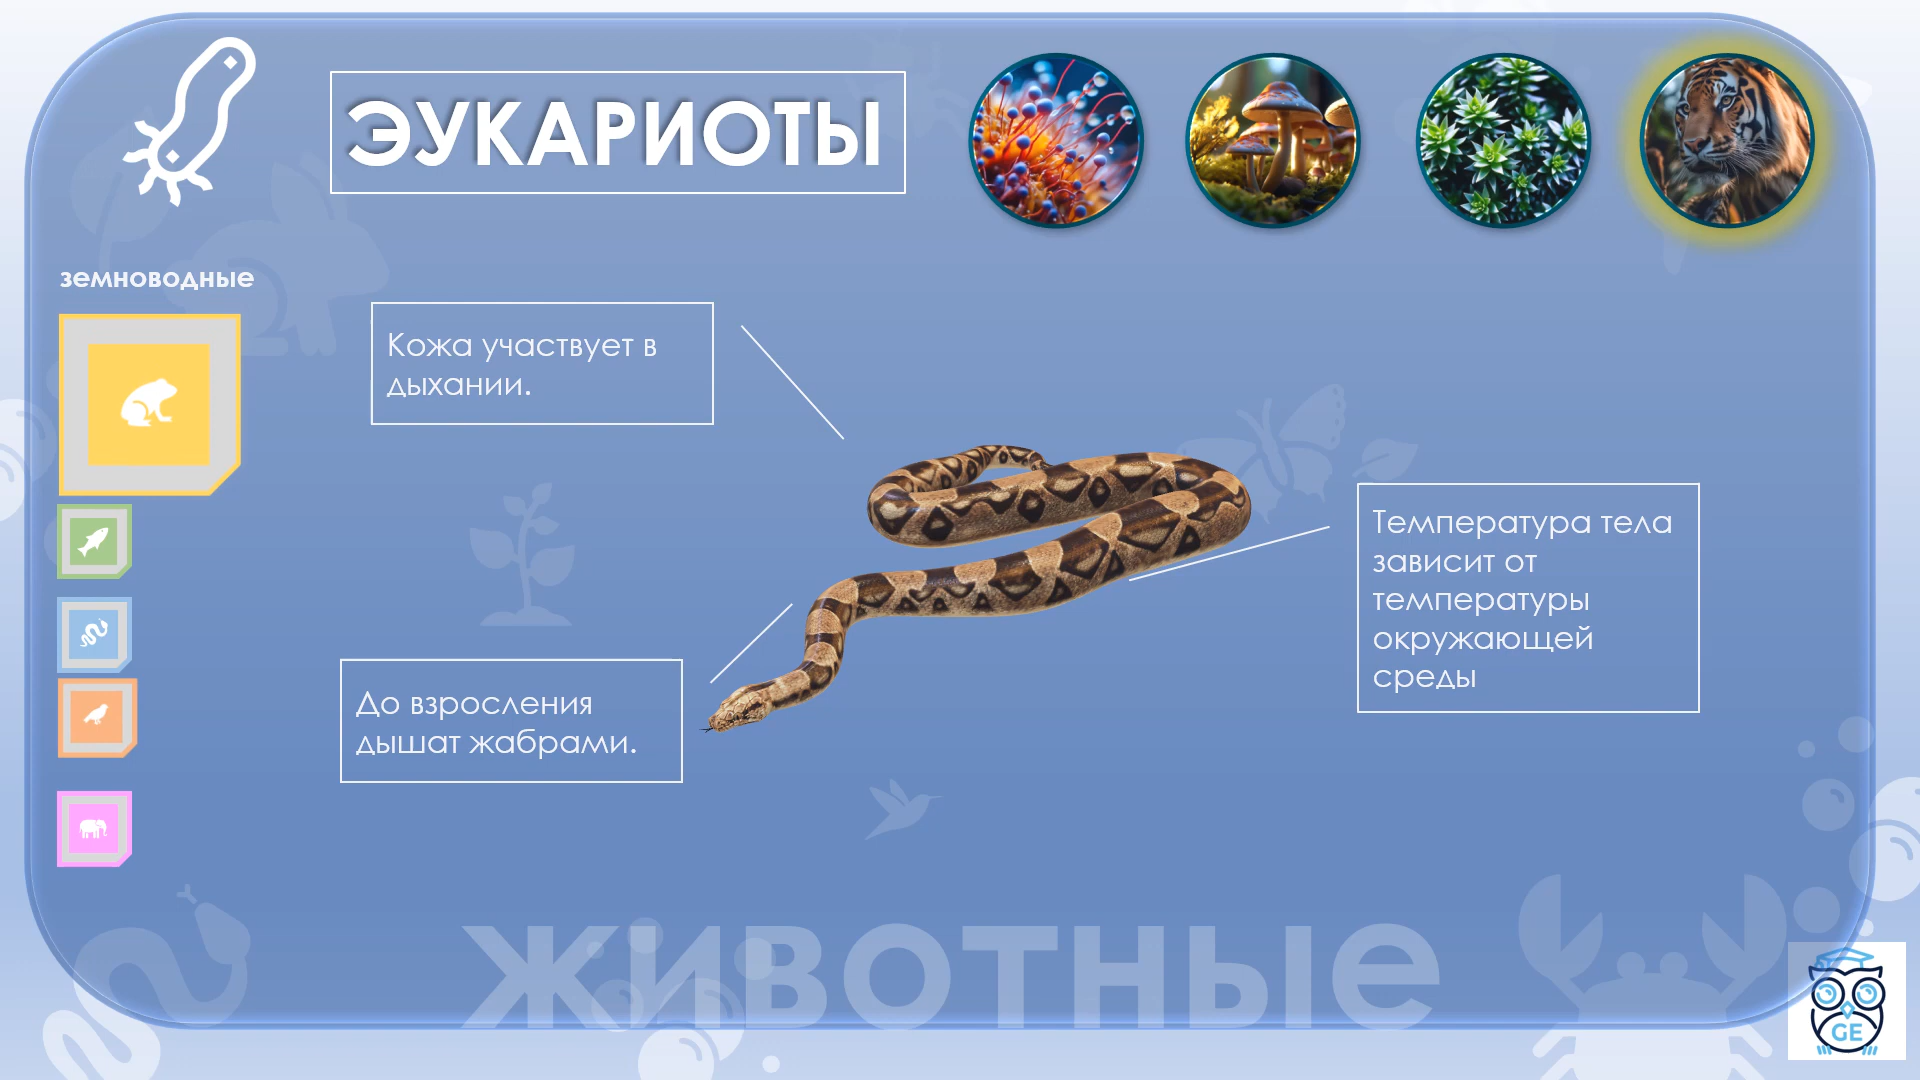 ЭУКАРИОТЫ
земноводные
Кожа участвует в
дыхании.
Температура тела
зависит от
температуры
окружающей
среды
До взросления
дышат жабрами.
животные
GE